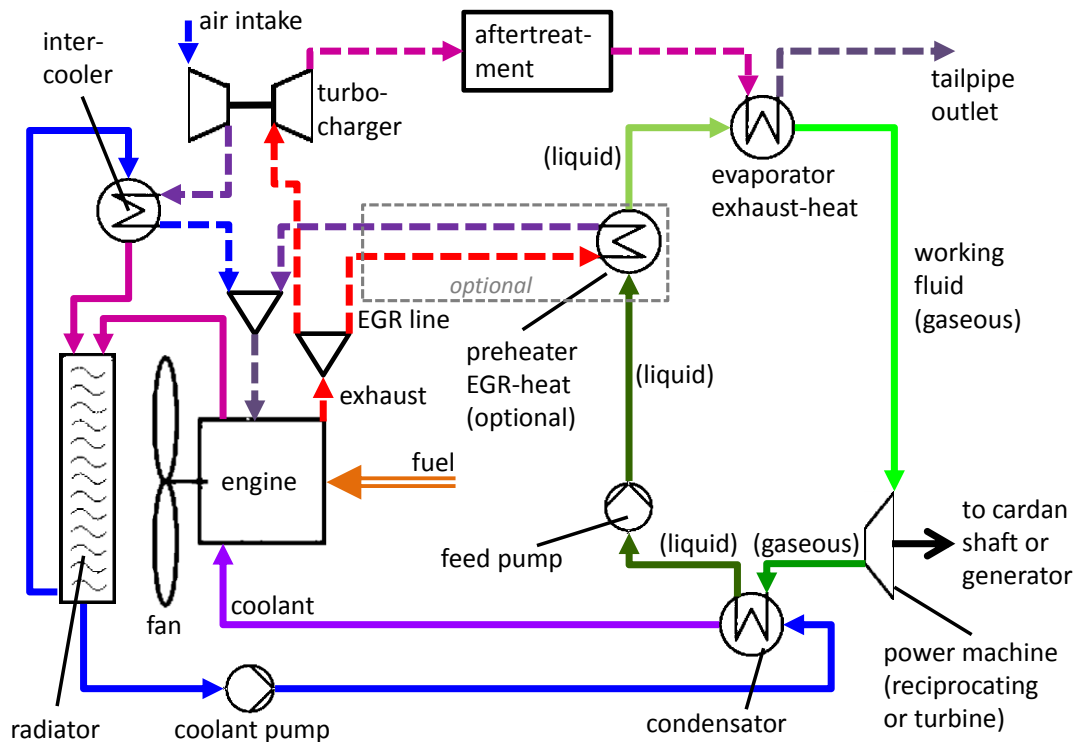 air intake
inter-
cooler
aftertreat-
ment
turbo-
charger
tailpipe
outlet
(liquid)
evaporator
exhaust-heat
working
fluid
(gaseous)
optional
EGR line
preheater
EGR-heat
(optional)
(liquid)
exhaust
engine
fuel
feed pump
(liquid)
(gaseous)
to cardan
shaft or
generator
coolant
fan
power machine
(reciprocating
or turbine)
radiator
coolant pump
condensator